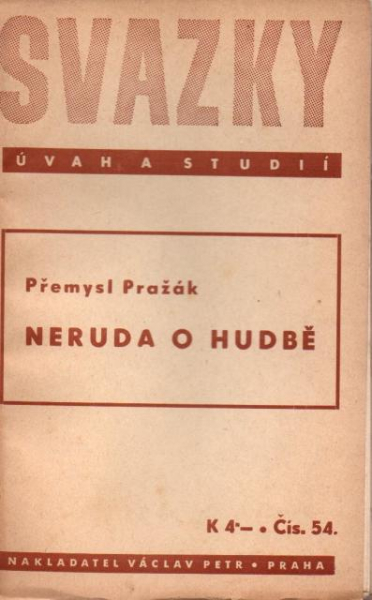 SVAZKY
ÚVAH A STUDIÍ
Přemysl Pražák
NERUDA O HUDBĚ
K 4·— • Čís. 54.
NAKLADATEL VÁCLAV PETR • PRAHA